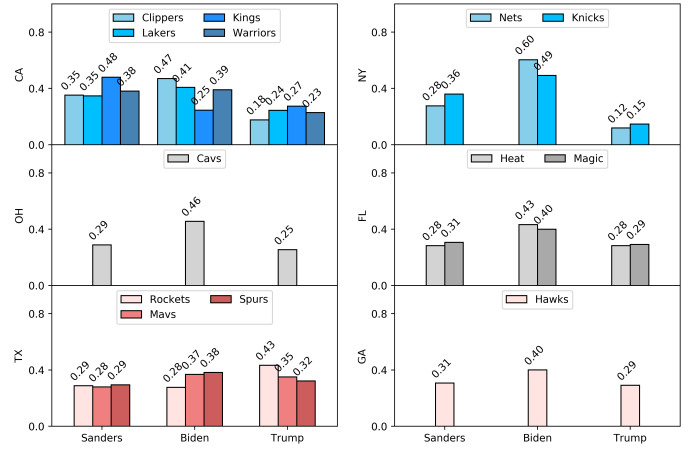 CA
0.8
0.4
0.0
Clippers
Lakers
Kings
Warriors
0.35
0.35
0.48
0.38
0.47
0.41
0.25
0.39
0.18
0.24
0.27
0.23
NY
0.8
0.4
0.0
Nets
Knicks
0.28
0.36
0.60
0.49
0.12
0.15
OH
0.8
0.4
0.0
Cavs
0.29
0.46
0.25
FL
0.8
0.4
0.0
Heat
Magic
0.28
0.31
0.43
0.40
0.28
0.29
TX
0.8
0.4
0.0
Rockets
Mavs
Spurs
0.29
0.28
0.29
0.28
0.37
0.38
0.43
0.35
0.32
Sanders
Biden
Trump
GA
0.8
0.4
0.0
Hawks
0.31
0.40
0.29
Sanders
Biden
Trump